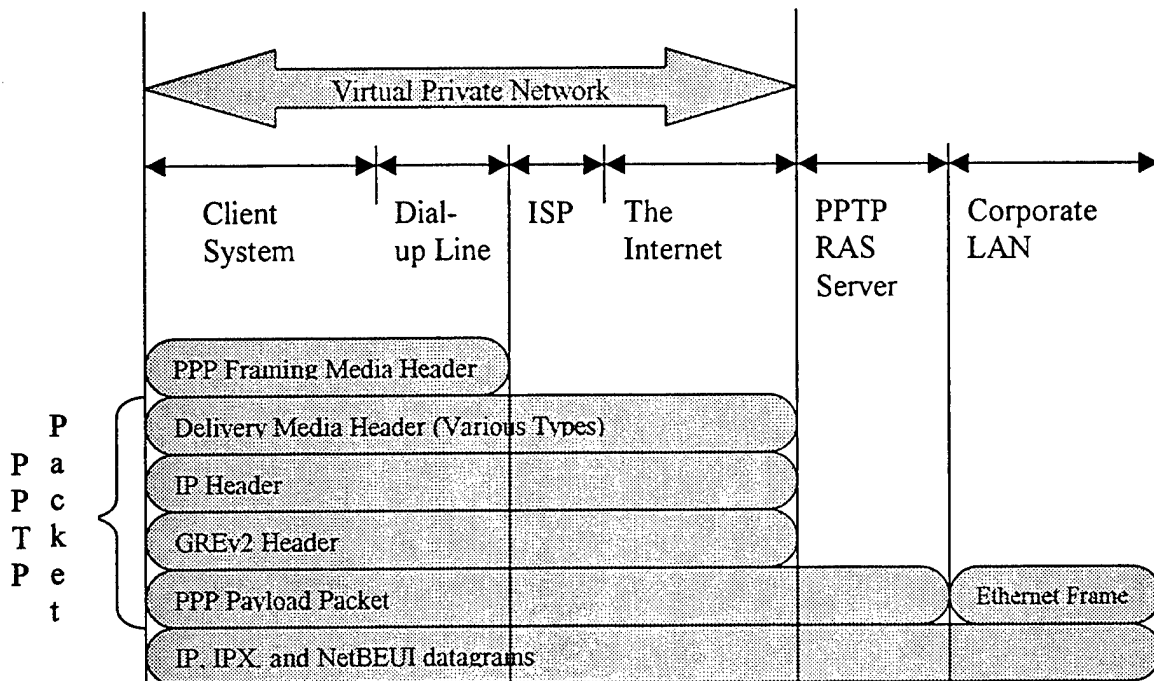 Virtual Private Network
Client
System
Dial-
up Line
ISP
The
Internet
PPTP
RAS
Server
Corporate
LAN
PPP Framing Media Header
Delivery Media Header (Various Types)
IP Header
GREv2 Header
PPP Payload Packet
Ethernet Frame
IP, IPX, and NetBEUI datagrams
PPTP
Packet